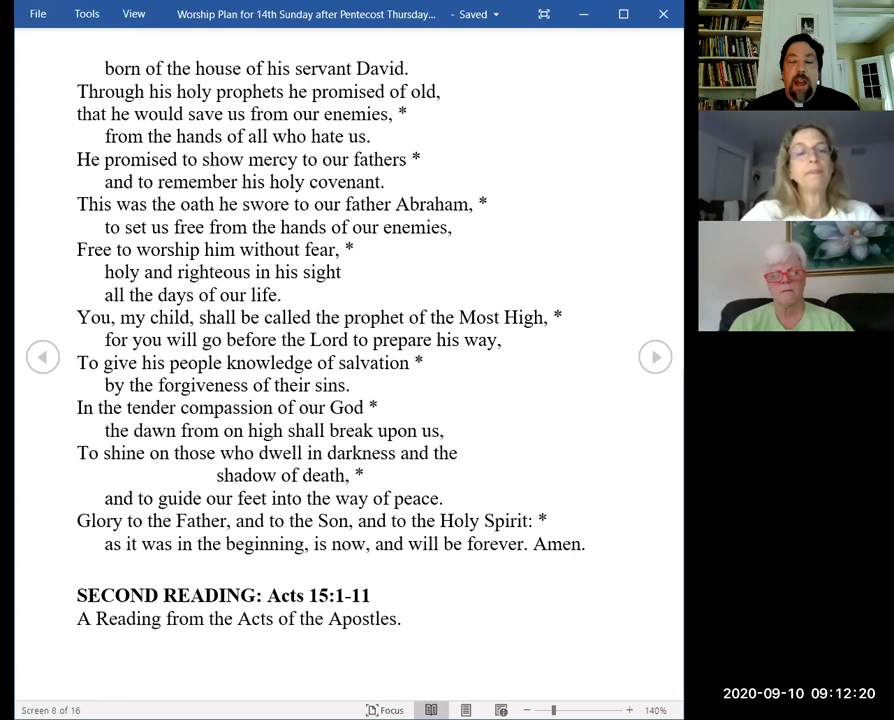 File Tools View Worship Plan for 14th Sunday after Pentecost Thursday... - Saved
born of the house of his servant David.
Through his holy prophets he promised of old,
that he would save us from our enemies, *
from the hands of all who hate us.
He promised to show mercy to our fathers *
and to remember his holy covenant.
This was the oath he swore to our father Abraham, *
to set us free from the hands of our enemies,
Free to worship him without fear, *
holy and righteous in his sight
all the days of our life.
You, my child, shall be called the prophet of the Most High, *
for you will go before the Lord to prepare his way,
To give his people knowledge of salvation *
by the forgiveness of their sins.
In the tender compassion of our God *
the dawn from on high shall break upon us,
To shine on those who dwell in darkness and the
shadow of death, *
and to guide our feet into the way of peace.
Glory to the Father, and to the Son, and to the Holy Spirit: *
as it was in the beginning, is now, and will be forever. Amen.
SECOND READING: Acts 15:1-11
A Reading from the Acts of the Apostles.
2020-09-10 09:12:20
Screen 8 of 16 Focus 140%